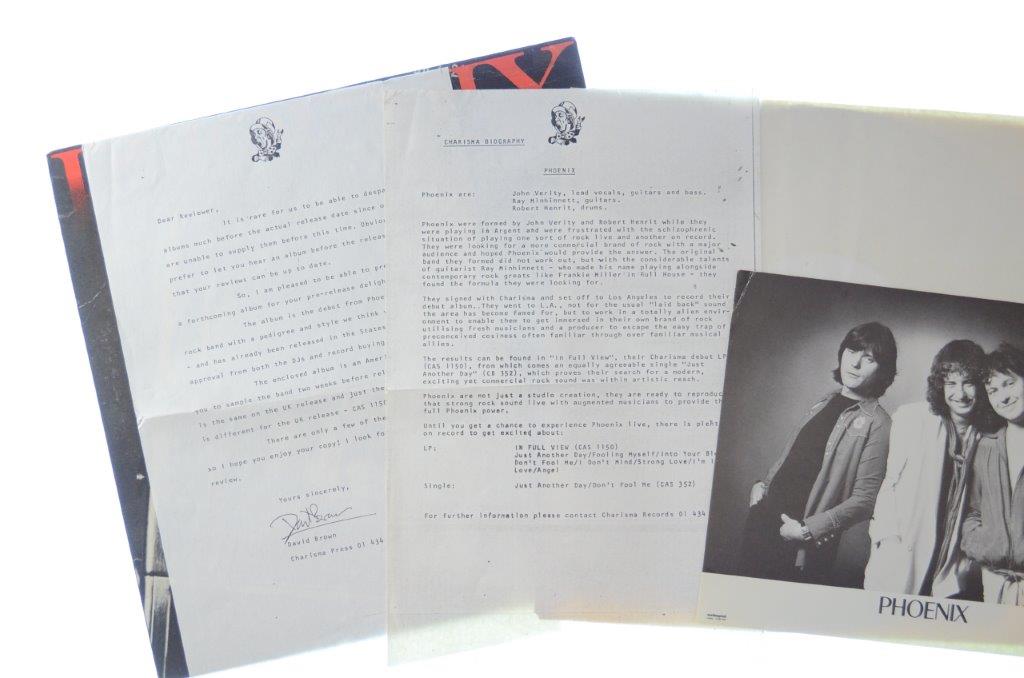 Dear Reviewer,
It is rare for us to be able to
albums much before the actual release date since
are unable to supply them before this time.
prefer to let you hear an album before the
that your reviews can be up to date.
So, I am pleased to be able to
a forthcoming album for your pre-release
The album is the debut from
rock band with a pedigree and style we think
- and has already been released in the States
approval from both the DJs and record buying
The enclosed album is an
you to sample the band two weeks before
is the same on the UK release and just the
is different for the UK release - CAS 1150
There are only a few of the
so I hope you enjoy your copy! I look
review.
Yours sincerely,
David Brown
Charisma Press 01 434
CHARISMA BIOGRAPHY
PHOENIX
Phoenix are: John Verity, lead vocals, guitars and bass.
Ray Minhinnett, guitars.
Robert Henrit, drums.
Phoenix were formed by John Verity and Robert Henrit while they
were playing in Argent and were frustrated with the schizophrenic
situation of playing one sort of rock live and another on record.
They were looking for a more commercial brand of rock with a major
audience and hoped Phoenix would provide the answer. The original
band they formed did not work out, but with the considerable talents
of guitarist Ray Minhinnett - who made his name playing alongside
contemporary rock greats like Frankie Miller in Full House - they
found the formula they were looking for.
They signed with Charisma and set off to Los Angeles to record their
debut album. They went to L.A., not for the usual "laid back" sound
the area has become famed for, but to work in a totally alien envir-
onment to enable them to get immersed in their own brand of rock
utilising fresh musicians and a producer to escape the easy trap of
preconceived cosiness often familiar through over familiar musical
allies.
The results can be found in "In Full View", their Charisma debut LP
(CAS 1150), from which comes an equally agreeable single "Just
Another Day" (CB 352), which proves their search for a modern,
exciting yet commercial rock sound was within artistic reach.
Phoenix are not just a studio creation, they are ready to
that strong rock sound live with augmented musicians to provide
full Phoenix power.
Until you get a chance to experience Phoenix live, there is
on record to get excited about:
LP: IN FULL VIEW (CAS 1150)
Just Another Day/Fooling Myself/Into Your
Don't Fool Me/I Don't Mind/Strong Love/I'm
Love/Angel
Single: Just Another Day/Don't Fool Me (CAS 352)
For further information please contact Charisma Records 01 434
PHOENIX